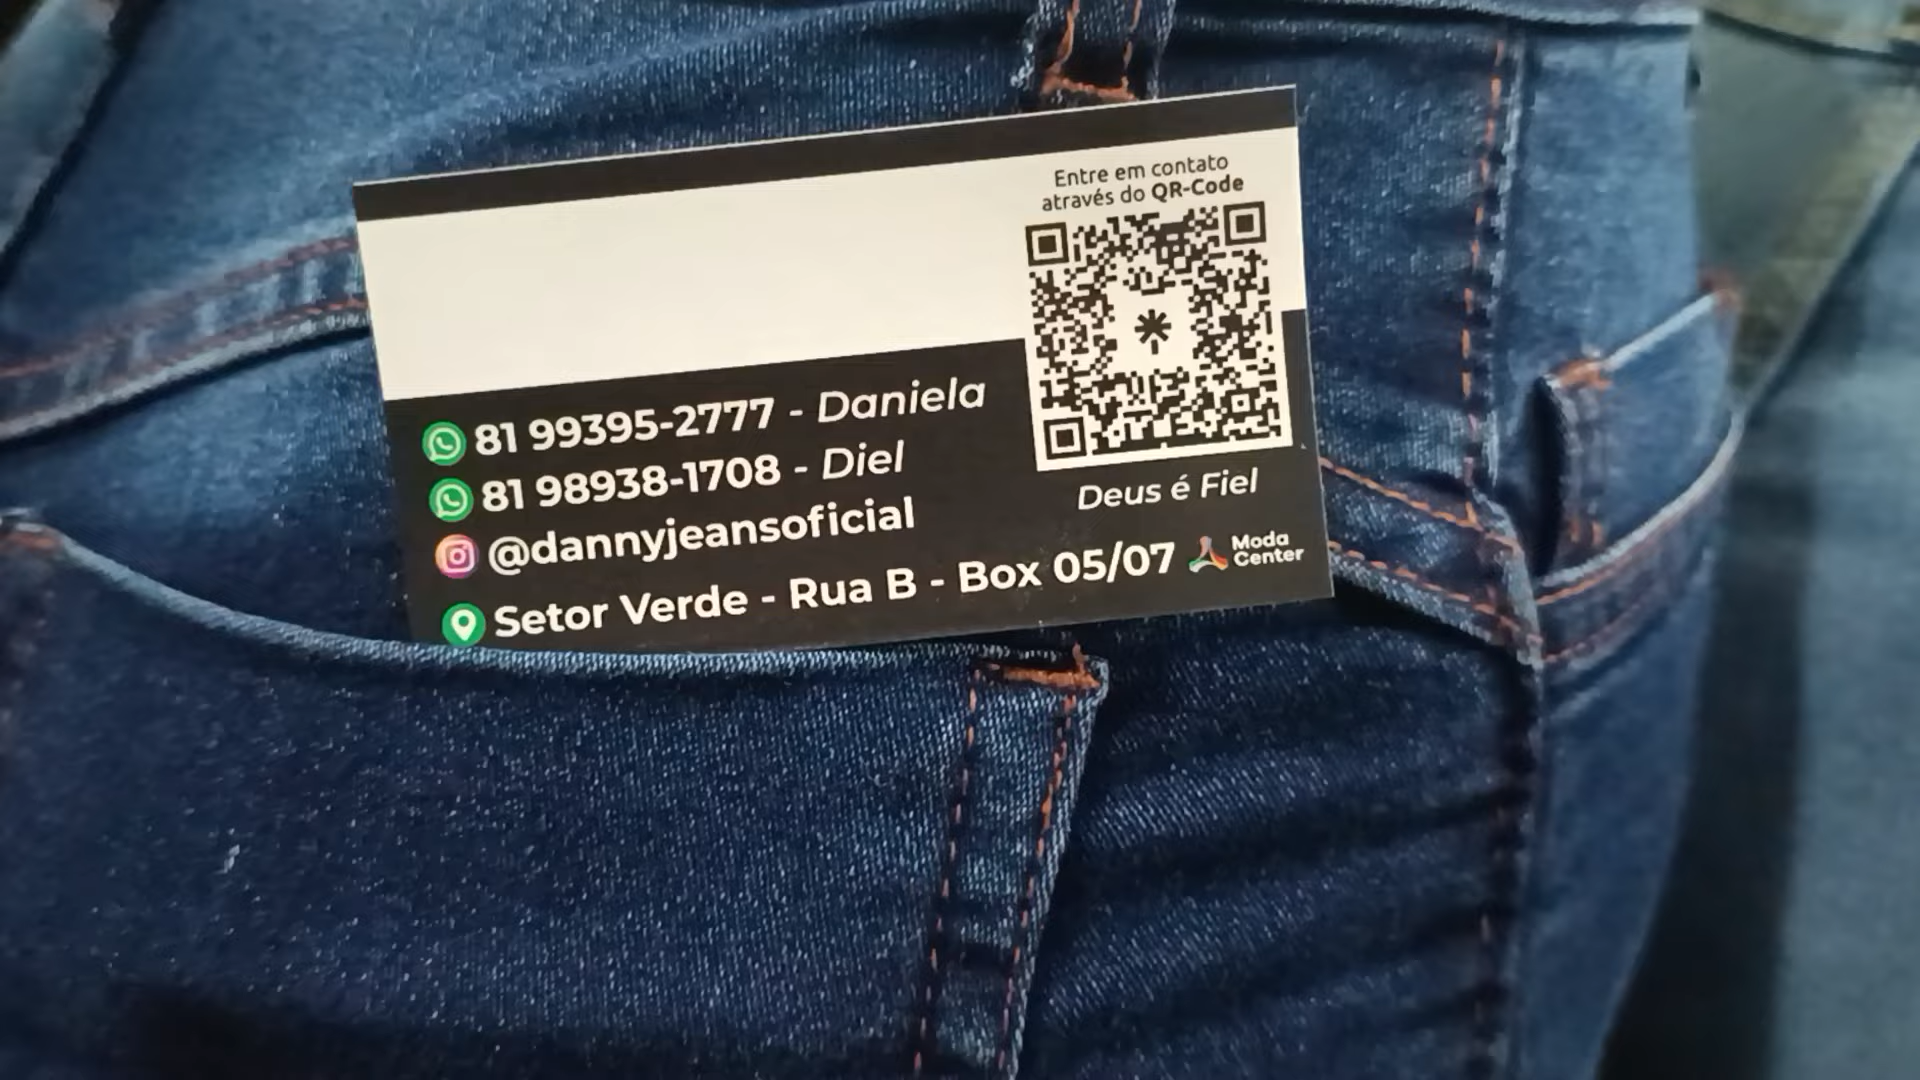 Entre em contato
através do QR-Code
81 99395-2777 - Daniela
81 98938-1708 - Diel
@dannyjeansoficial
Setor Verde - Rua B - Box 05/07
Deus é Fiel
Moda
Center